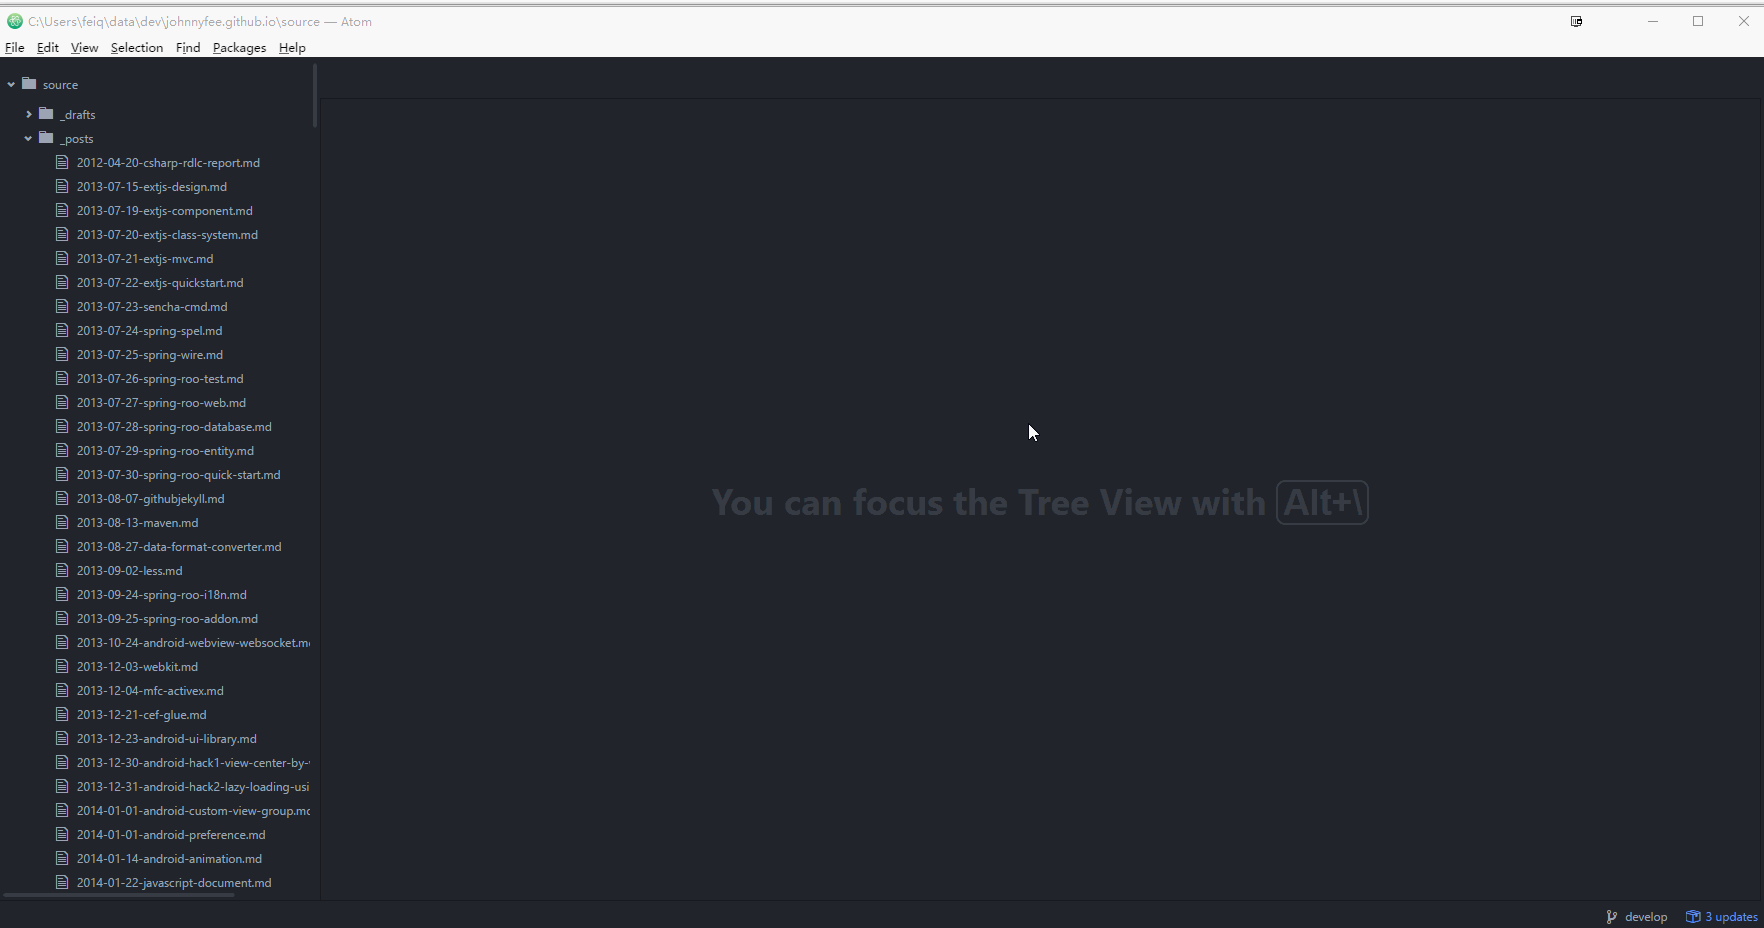 C:\Users\feiq\data\dev\johnnyfee.github.io\source — Atom
File Edit View Selection Find Packages Help
source
_drafts
_posts
2012-04-20-csharp-rdlc-report.md
2013-07-15-extjs-design.md
2013-07-19-extjs-component.md
2013-07-20-extjs-class-system.md
2013-07-21-extjs-mvc.md
2013-07-22-extjs-quickstart.md
2013-07-23-sencha-cmd.md
2013-07-24-spring-spel.md
2013-07-25-spring-wire.md
2013-07-26-spring-roo-test.md
2013-07-27-spring-roo-web.md
2013-07-28-spring-roo-database.md
2013-07-29-spring-roo-entity.md
2013-07-30-spring-roo-quick-start.md
2013-08-07-githubjekyll.md
2013-08-13-maven.md
2013-08-27-data-format-converter.md
2013-09-02-less.md
2013-09-24-spring-roo-i18n.md
2013-09-25-spring-roo-addon.md
2013-10-24-android-webview-websocket.m
2013-12-03-webkit.md
2013-12-04-mfc-activex.md
2013-12-21-cef-glue.md
2013-12-23-android-ui-library.md
2013-12-30-android-hack1-view-center-by-
2013-12-31-android-hack2-lazy-loading-usi
2014-01-01-android-custom-view-group.m
2014-01-01-android-preference.md
2014-01-14-android-animation.md
2014-01-22-javascript-document.md
You can focus the Tree View with Alt+\
develop 3 updates